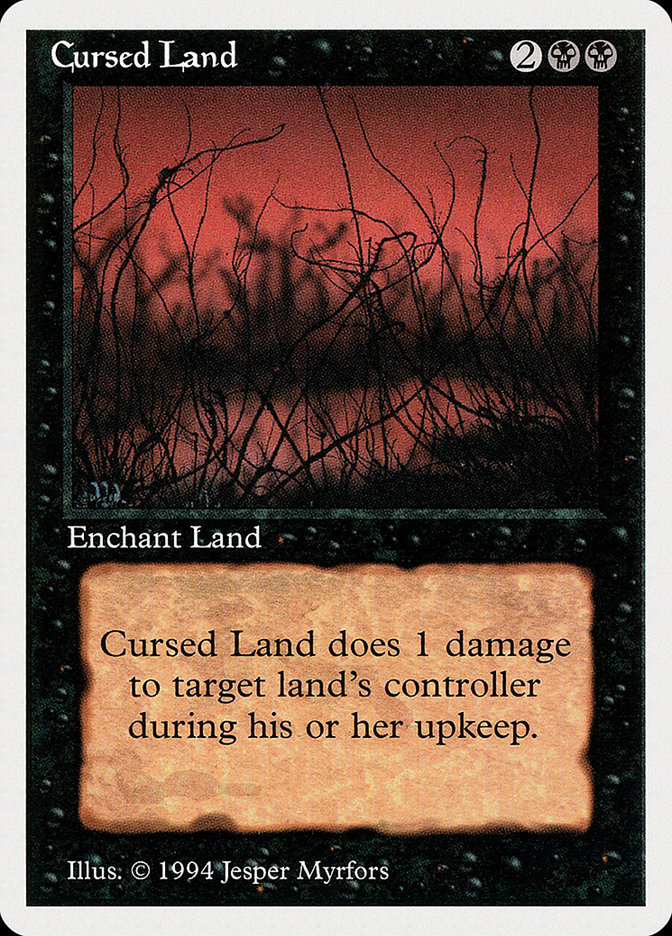 Cursed Land 2
Enchant Land
Cursed Land does 1 damage
to target land's controller
during his or her upkeep.
Illus. © 1994 Jesper Myrfors